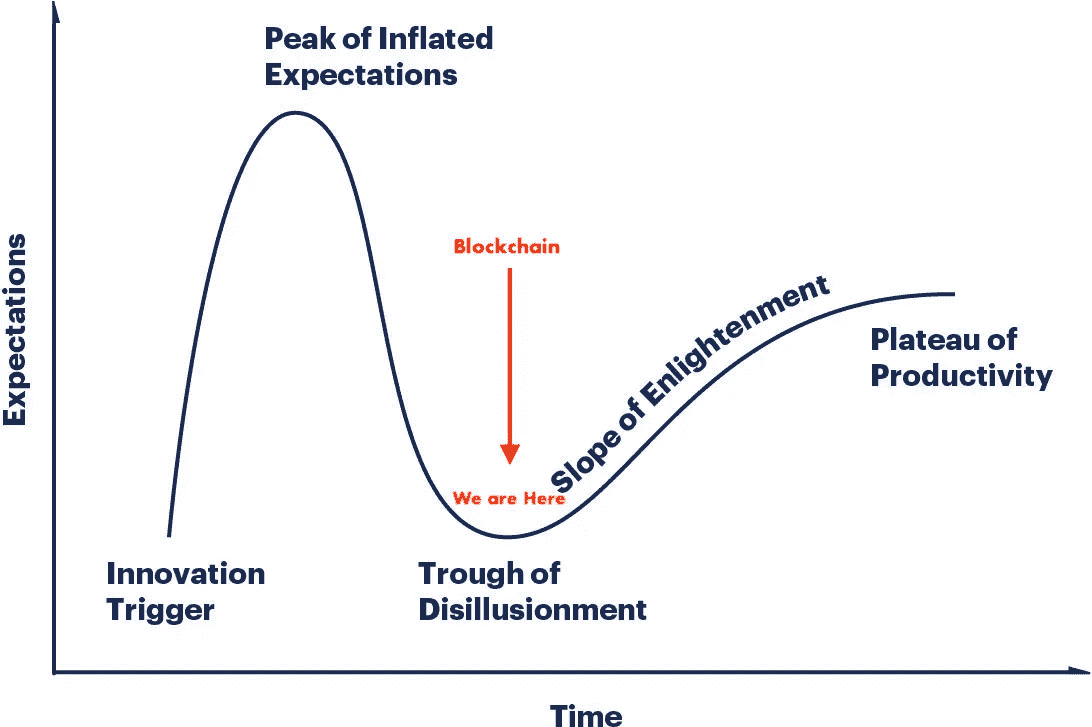 Peak of Inflated
Expectations
Blockchain
We are Here
Slope of Enlightenment
Plateau of
Productivity
Innovation
Trigger
Trough of
Disillusionment
Expectations
Time